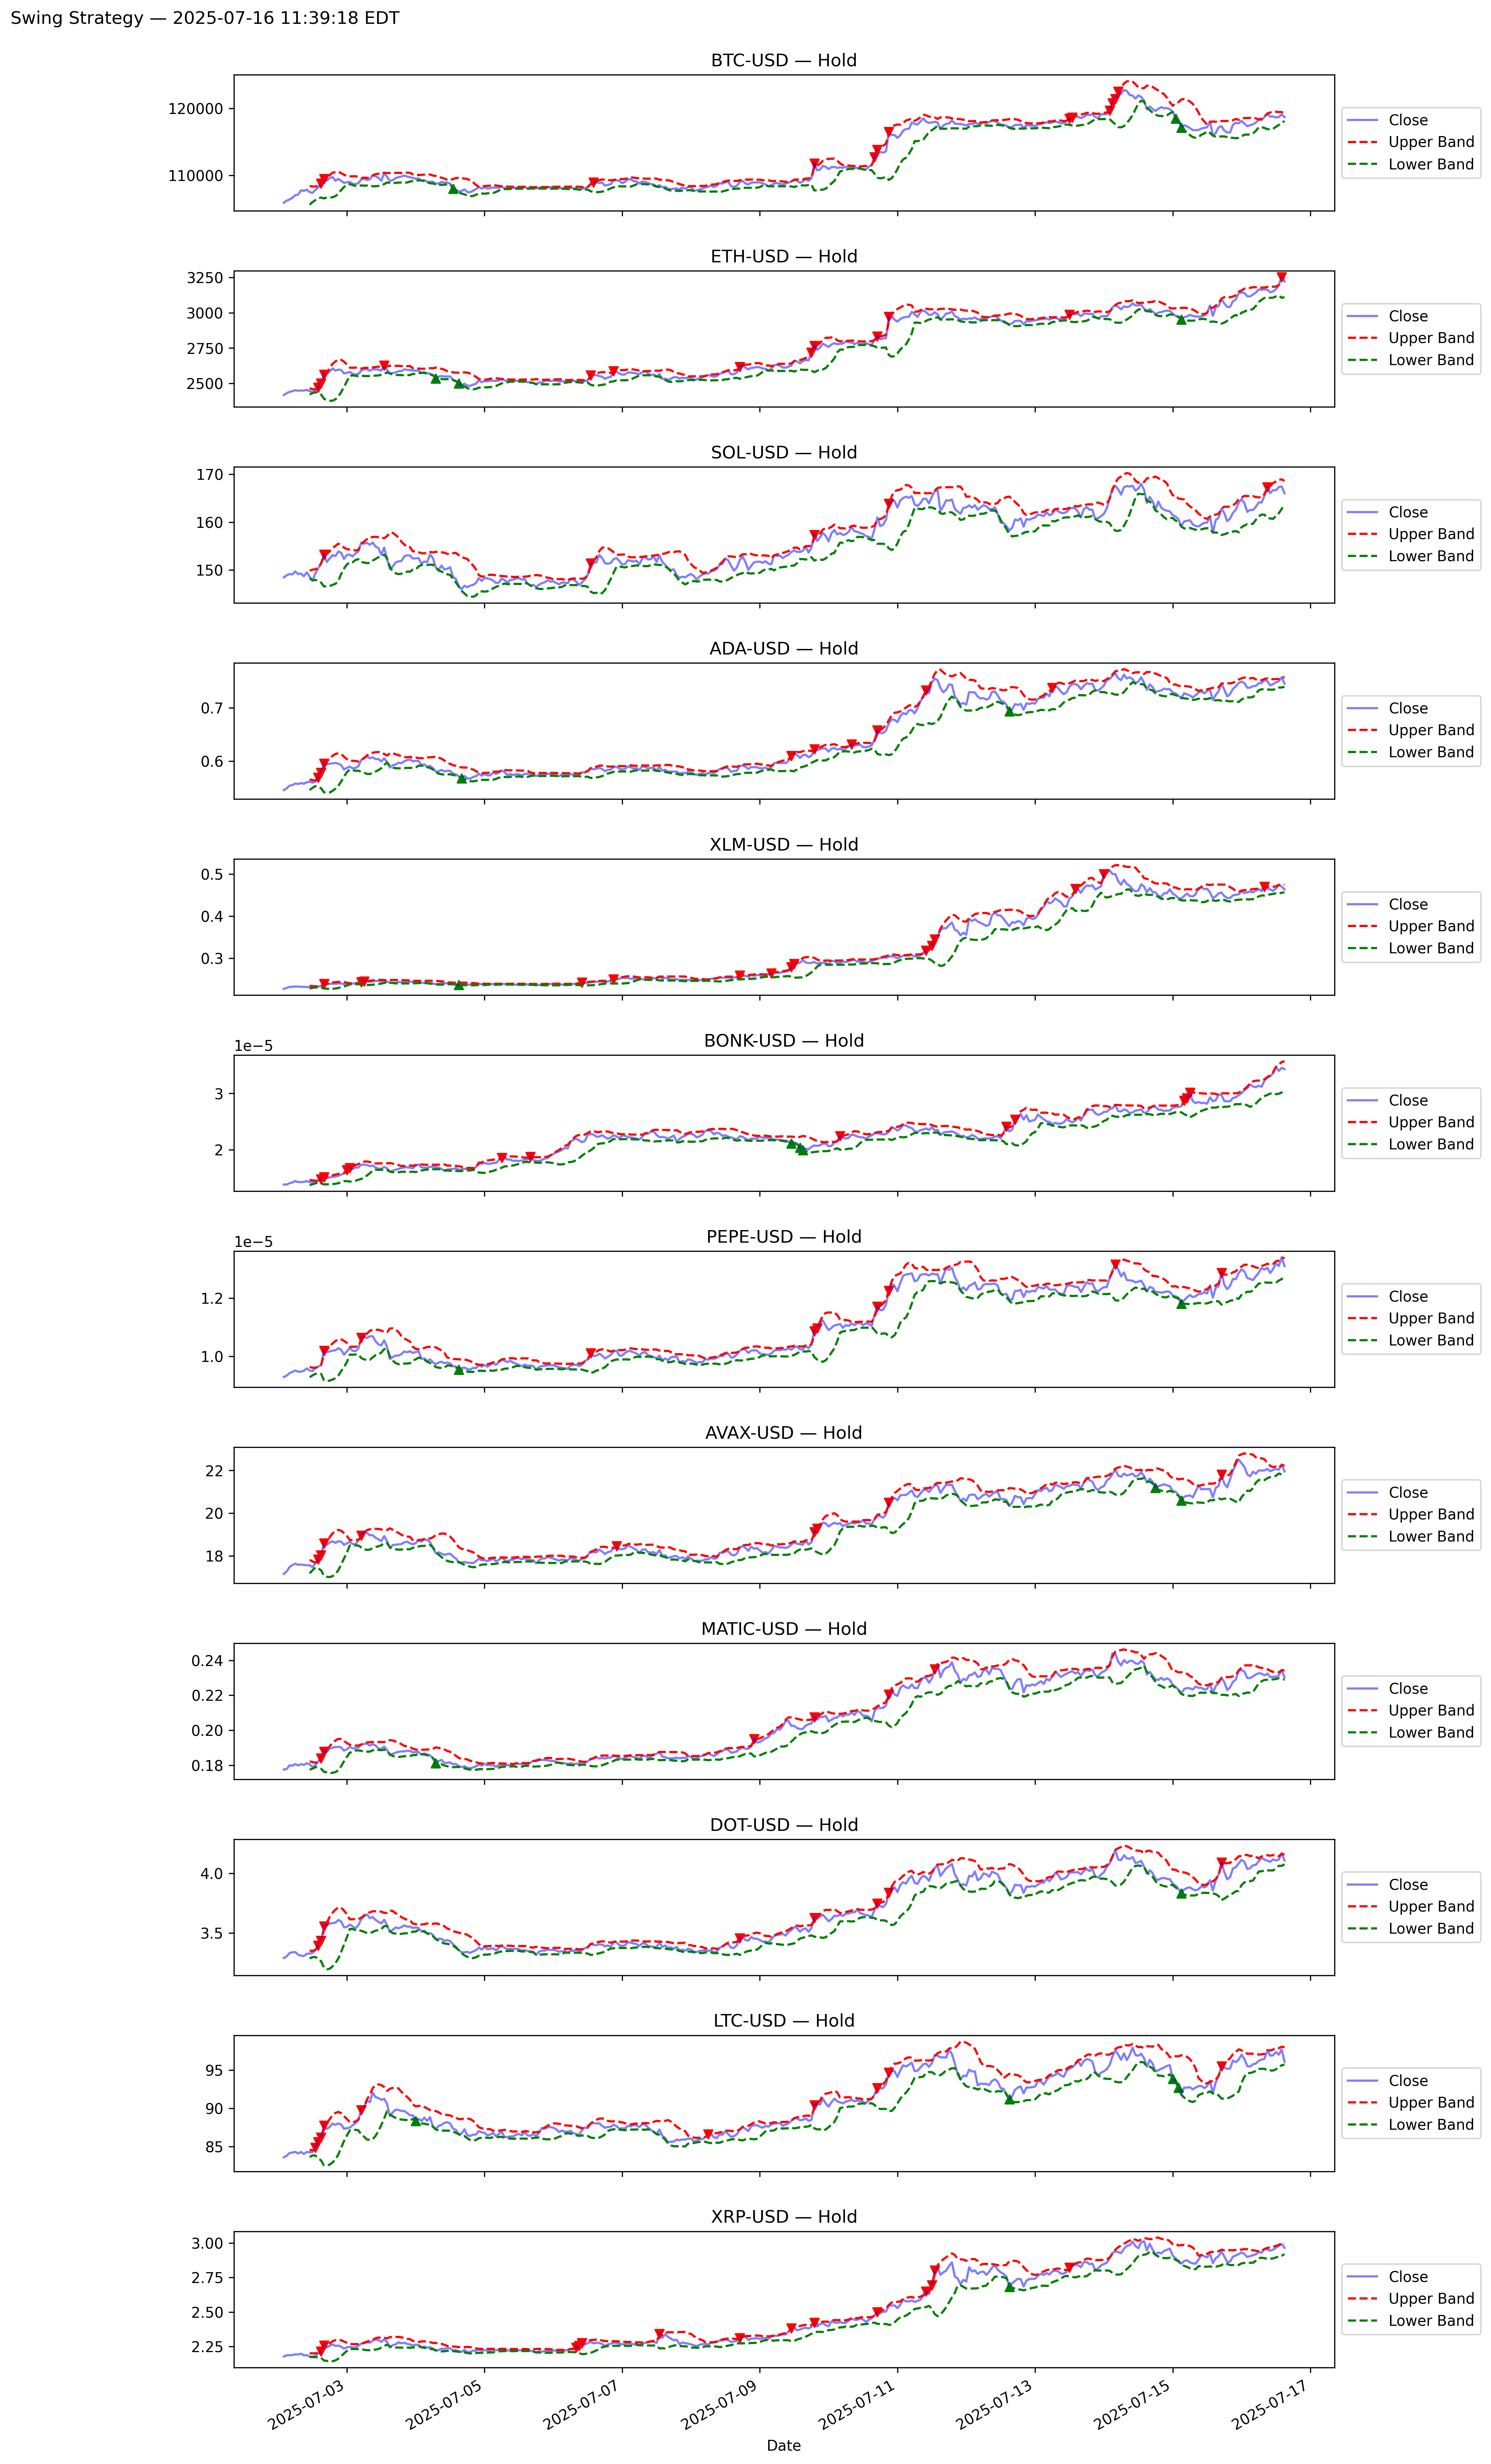 Swing Strategy — 2025-07-16 11:39:18 EDT
BTC-USD — Hold
120000
110000
Close
Upper Band
Lower Band
ETH-USD — Hold
3250
3000
2750
2500
Close
Upper Band
Lower Band
SOL-USD — Hold
170
160
150
Close
Upper Band
Lower Band
ADA-USD — Hold
0.7
0.6
Close
Upper Band
Lower Band
XLM-USD — Hold
0.5
0.4
0.3
Close
Upper Band
Lower Band
BONK-USD — Hold
1e−5
3
2
Close
Upper Band
Lower Band
PEPE-USD — Hold
1e−5
1.2
1.0
Close
Upper Band
Lower Band
AVAX-USD — Hold
22
20
18
Close
Upper Band
Lower Band
MATIC-USD — Hold
0.24
0.22
0.20
0.18
Close
Upper Band
Lower Band
DOT-USD — Hold
4.0
3.5
Close
Upper Band
Lower Band
LTC-USD — Hold
95
90
85
Close
Upper Band
Lower Band
XRP-USD — Hold
3.00
2.75
2.50
2.25
Close
Upper Band
Lower Band
2025-07-03
2025-07-05
2025-07-07
2025-07-09
2025-07-11
2025-07-13
2025-07-15
2025-07-17
Date